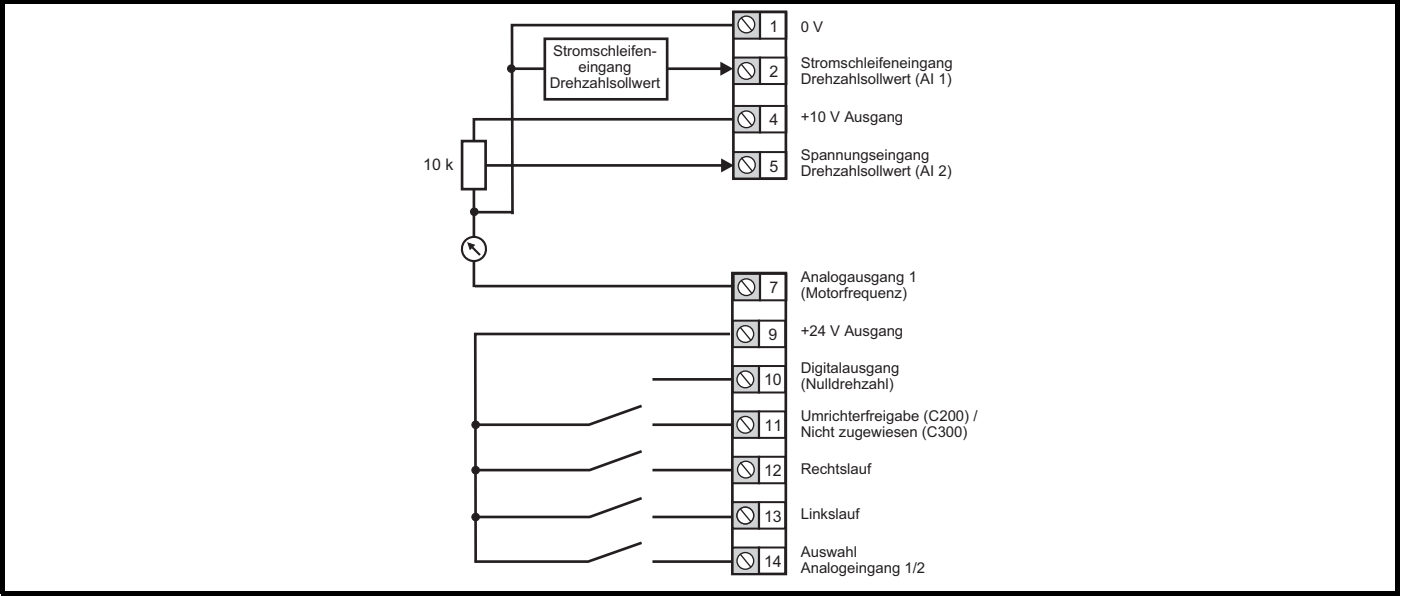 1 0 V
Stromschleifen-
eingang
Drehzahlsollwert
2 Stromschleifeneingang
Drehzahlsollwert (AI 1)
4 +10 V Ausgang
10 k
5 Spannungseingang
Drehzahlsollwert (AI 2)
7 Analogausgang 1
(Motorfrequenz)
9 +24 V Ausgang
10 Digitalausgang
(Nulldrehzahl)
11 Umrichterfreigabe (C200) /
Nicht zugewiesen (C300)
12 Rechtslauf
13 Linkslauf
14 Auswahl
Analogeingang 1/2